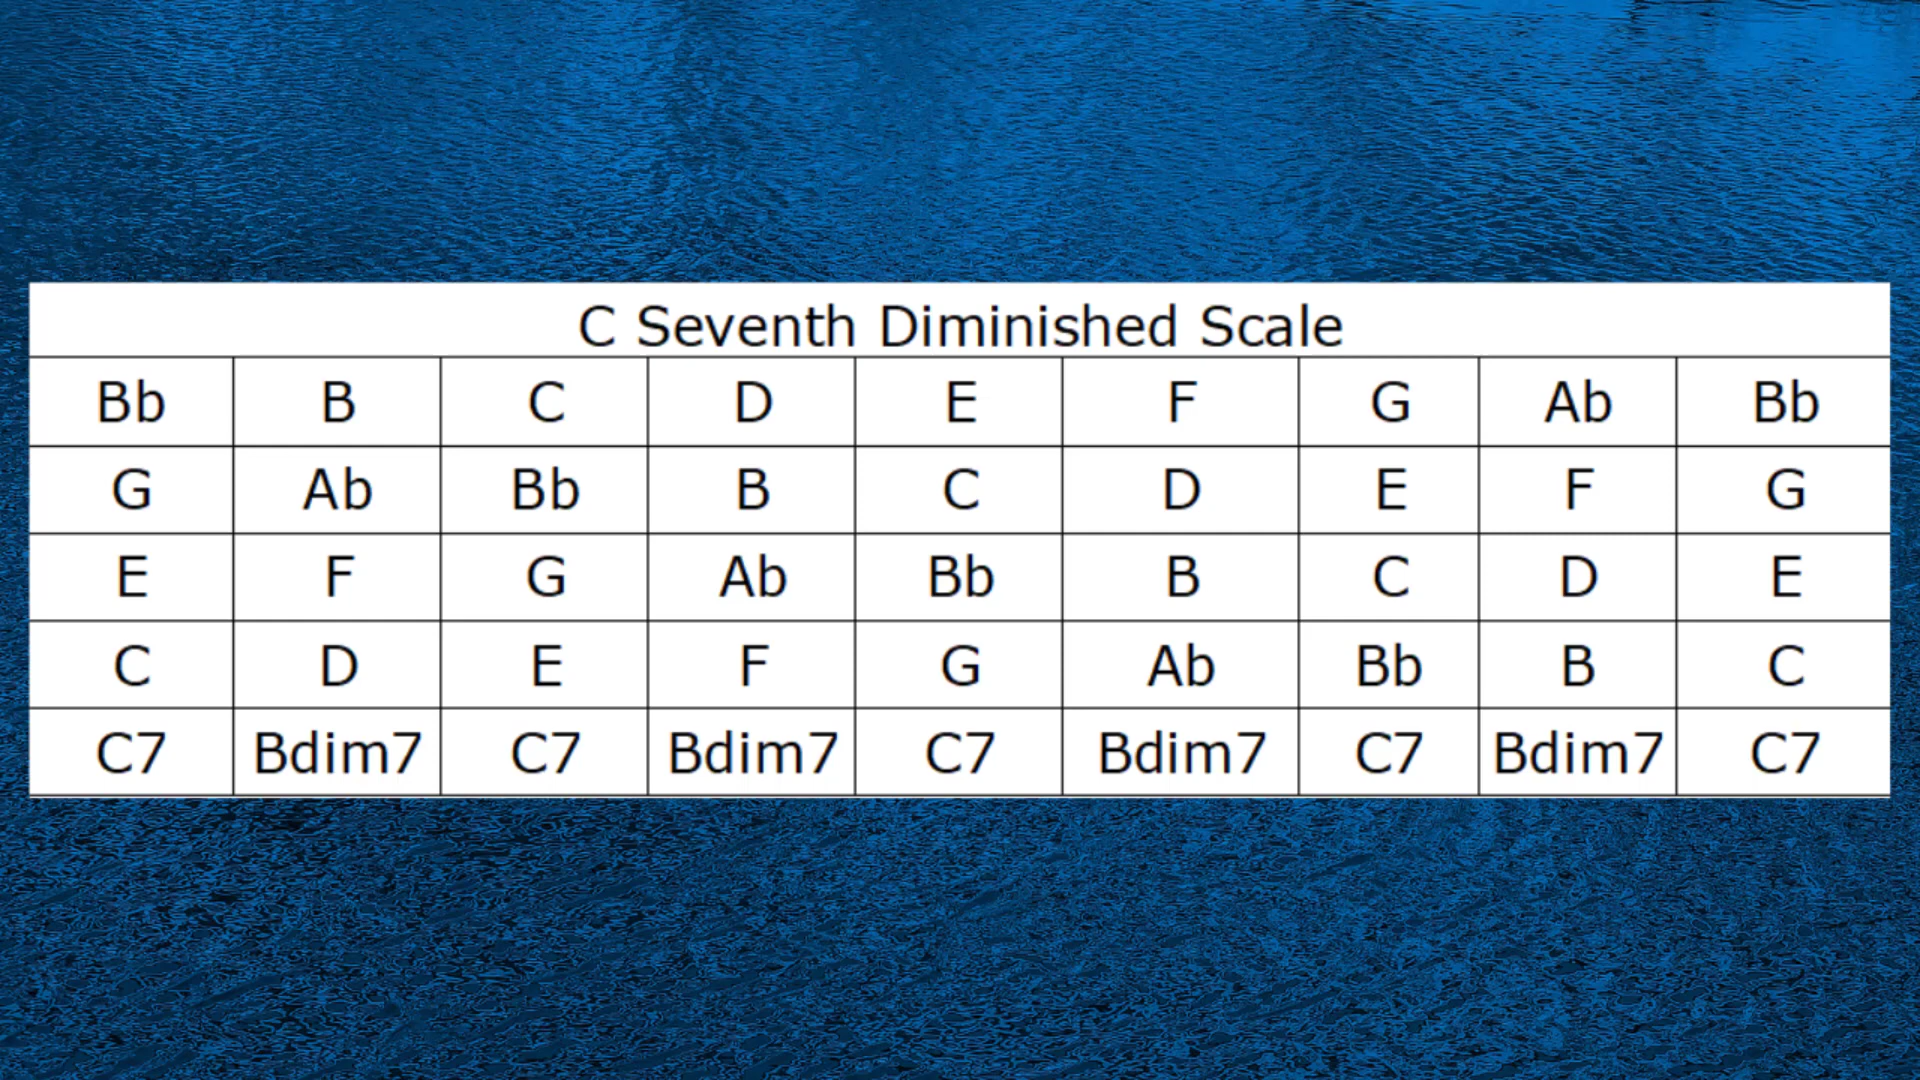 C Seventh Diminished Scale
Bb B C D E F G Ab Bb
G Ab Bb B C D E F G
E F G Ab Bb B C D E
C D E F G Ab Bb B C
C7 Bdim7 C7 Bdim7 C7 Bdim7 C7 Bdim7 C7